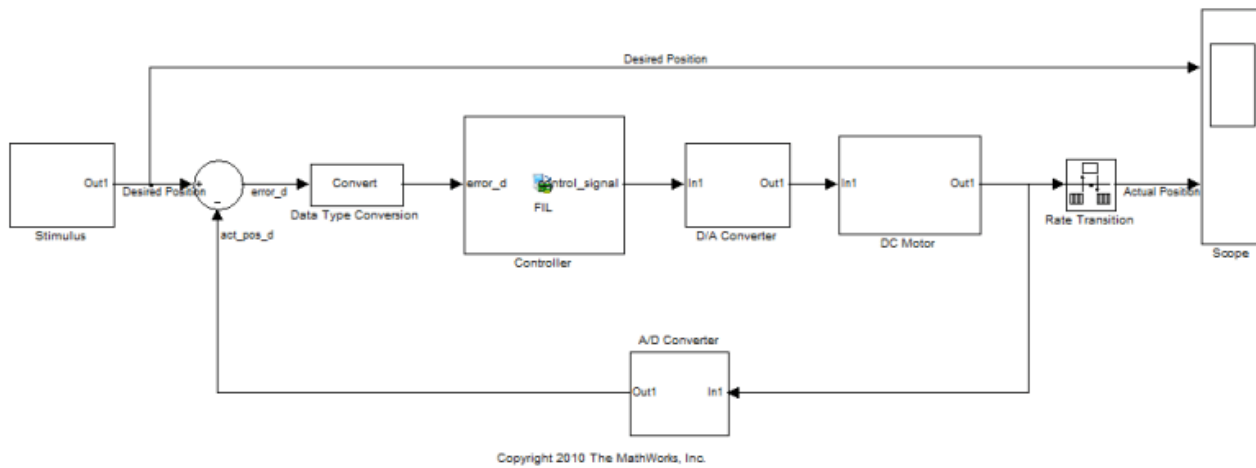 Desired Position
Out1
Desired Position
Stimulus
+
−
error_d
act_pos_d
Convert
Data Type Conversion
error_d
FIL
control_signal
Controller
In1
Out1
D/A Converter
In1
Out1
DC Motor
Rate Transition
Actual Position
Scope
A/D Converter
Out1
In1
Copyright 2010 The MathWorks, Inc.